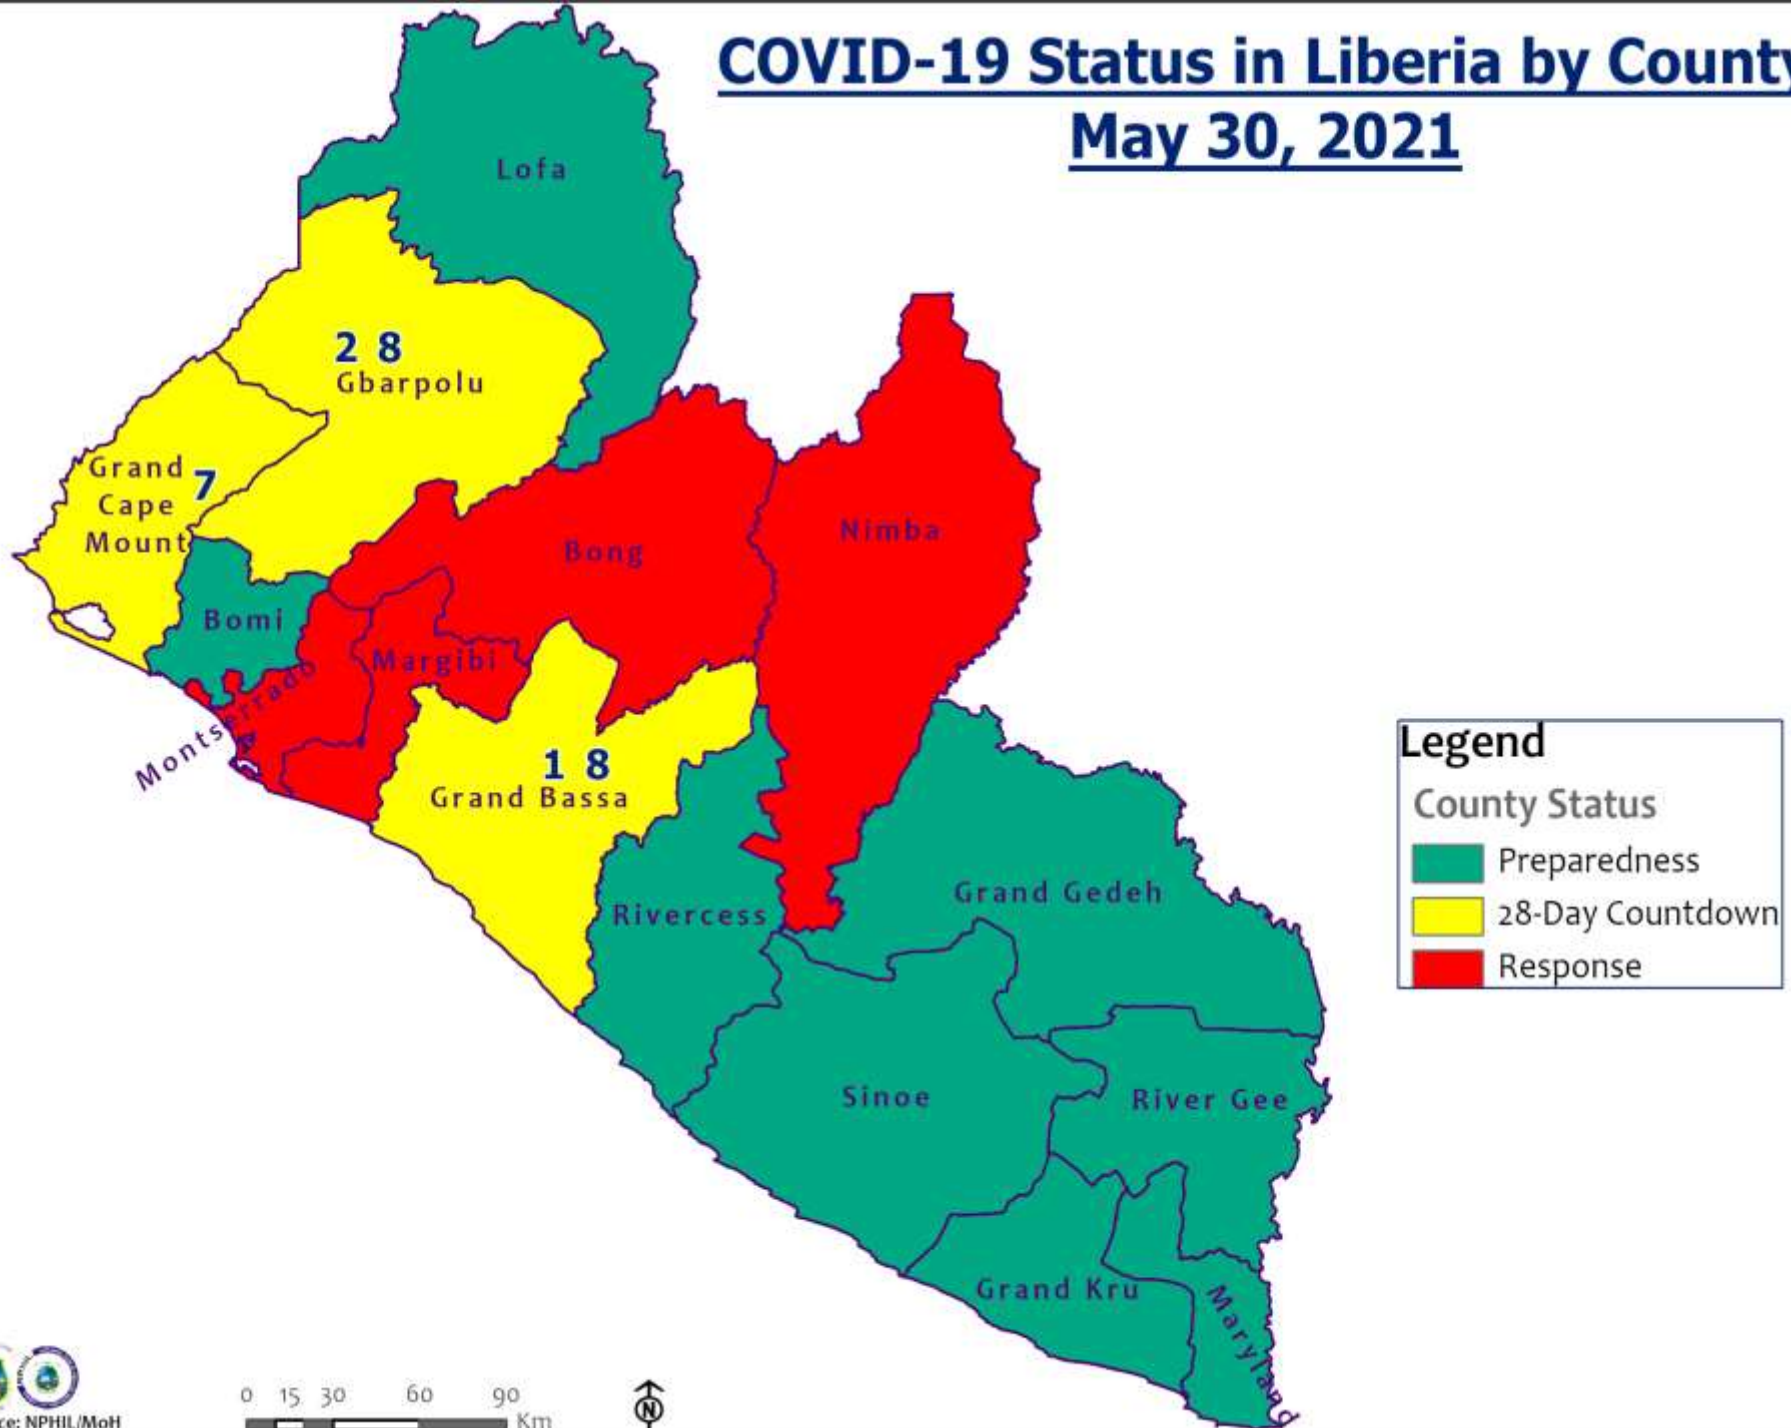 COVID-19 Status in Liberia by County
May 30, 2021
Lofa
2 8
Gbarpolu
Grand
Cape
Mount
7
Bong
Nimba
Bomi
Margibi
Montserrado
1 8
Grand Bassa
Rivercess
Grand Gedeh
Sinoe
River Gee
Grand Kru
Maryland
Legend
County Status
Preparedness
28-Day Countdown
Response
0 15 30 60 90
Km
N
NPHIL/MoH